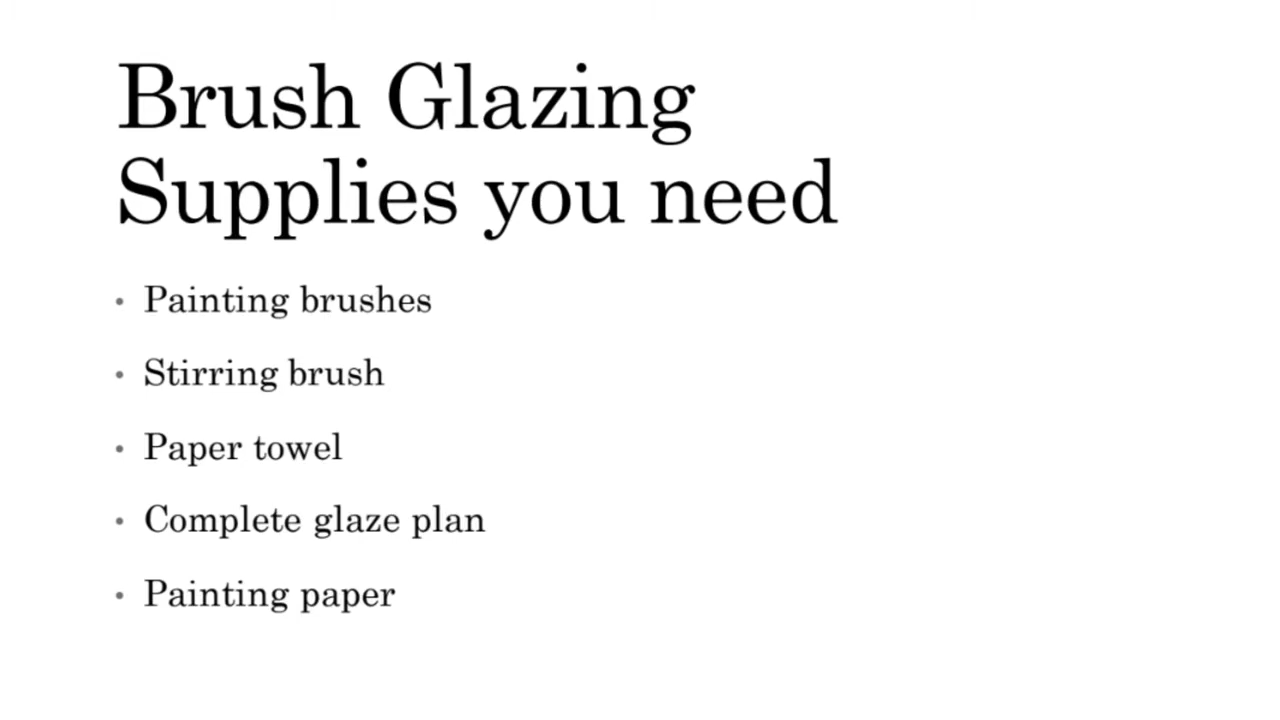 Brush Glazing
Supplies you need
• Painting brushes
• Stirring brush
• Paper towel
• Complete glaze plan
• Painting paper